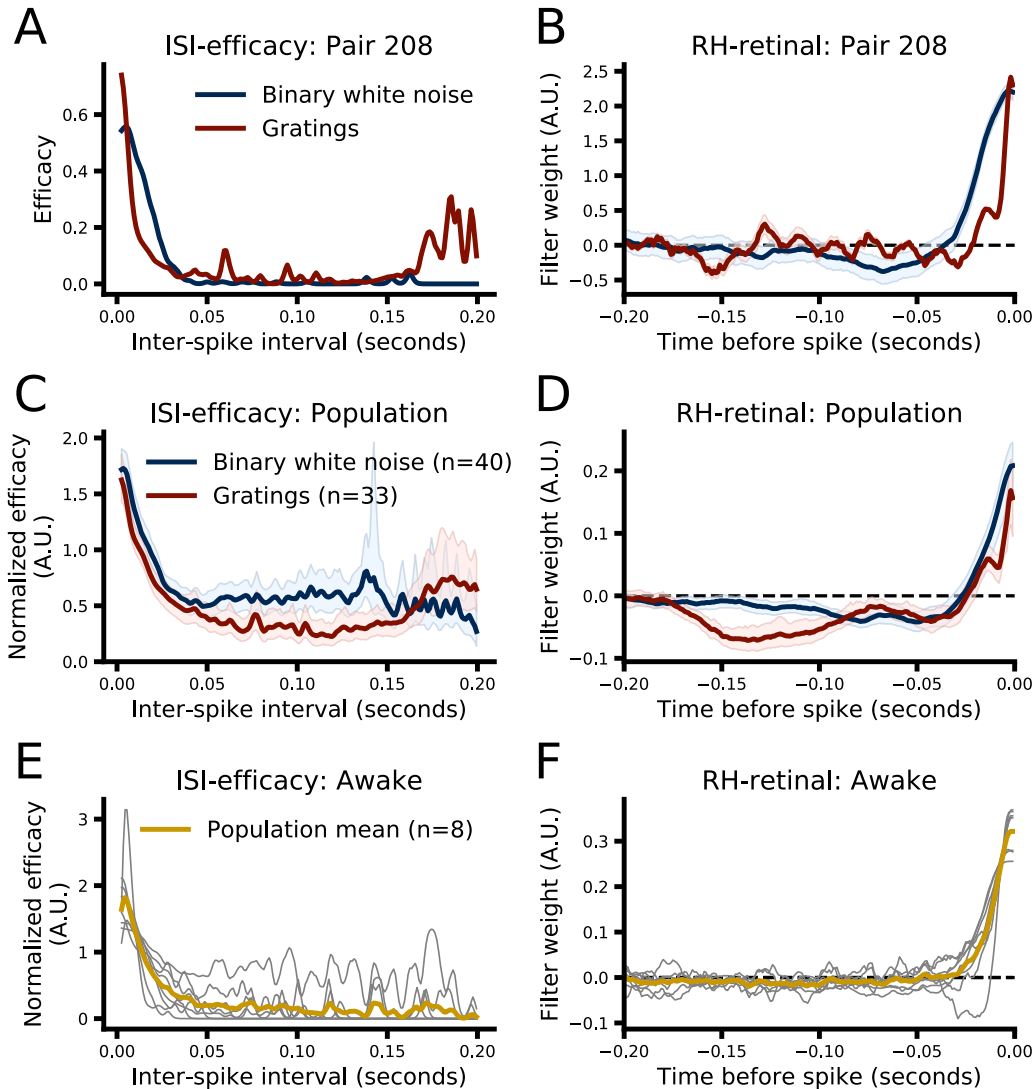 A
ISI-efficacy: Pair 208
Binary white noise
Gratings
Efficacy
0.6
0.4
0.2
0.0
0.00
0.05
0.10
0.15
0.20
Inter-spike interval (seconds)
B
RH-retinal: Pair 208
Filter weight (A.U.)
2.5
2.0
1.5
1.0
0.5
0.0
−0.5
−0.20
−0.15
−0.10
−0.05
0.00
Time before spike (seconds)
C
ISI-efficacy: Population
Binary white noise (n=40)
Gratings (n=33)
Normalized efficacy
(A.U.)
2.0
1.5
1.0
0.5
0.0
0.00
0.05
0.10
0.15
0.20
Inter-spike interval (seconds)
D
RH-retinal: Population
Filter weight (A.U.)
0.2
0.1
−0.0
−0.1
−0.20
−0.15
−0.10
−0.05
0.00
Time before spike (seconds)
E
ISI-efficacy: Awake
Population mean (n=8)
Normalized efficacy
(A.U.)
3
2
1
0
0.00
0.05
0.10
0.15
0.20
Inter-spike interval (seconds)
F
RH-retinal: Awake
Filter weight (A.U.)
0.3
0.2
0.1
−0.0
−0.1
−0.20
−0.15
−0.10
−0.05
0.00
Time before spike (seconds)